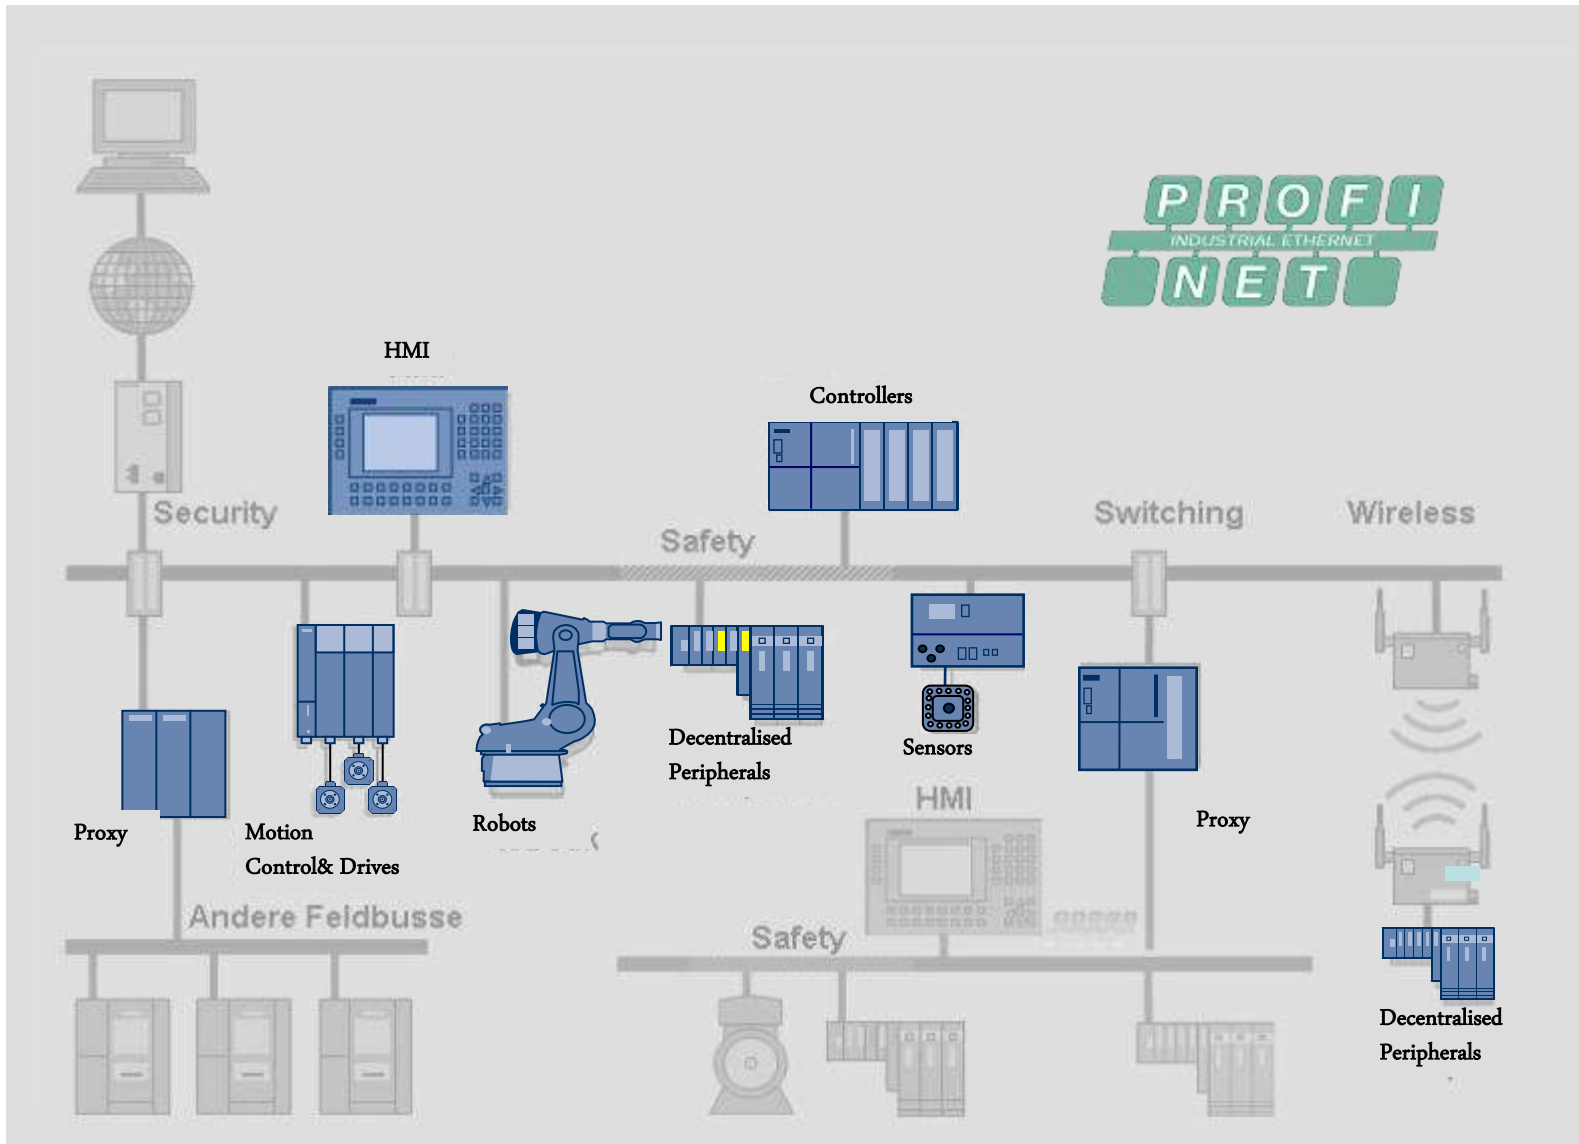 PROFI
INDUSTRIAL ETHERNET
NET
HMI
Controllers
Security
Switching
Wireless
Safety
Decentralised
Peripherals
Sensors
HMI
Proxy
Robots
Proxy
Motion
Control& Drives
Andere Feldbusse
Safety
Decentralised
Peripherals